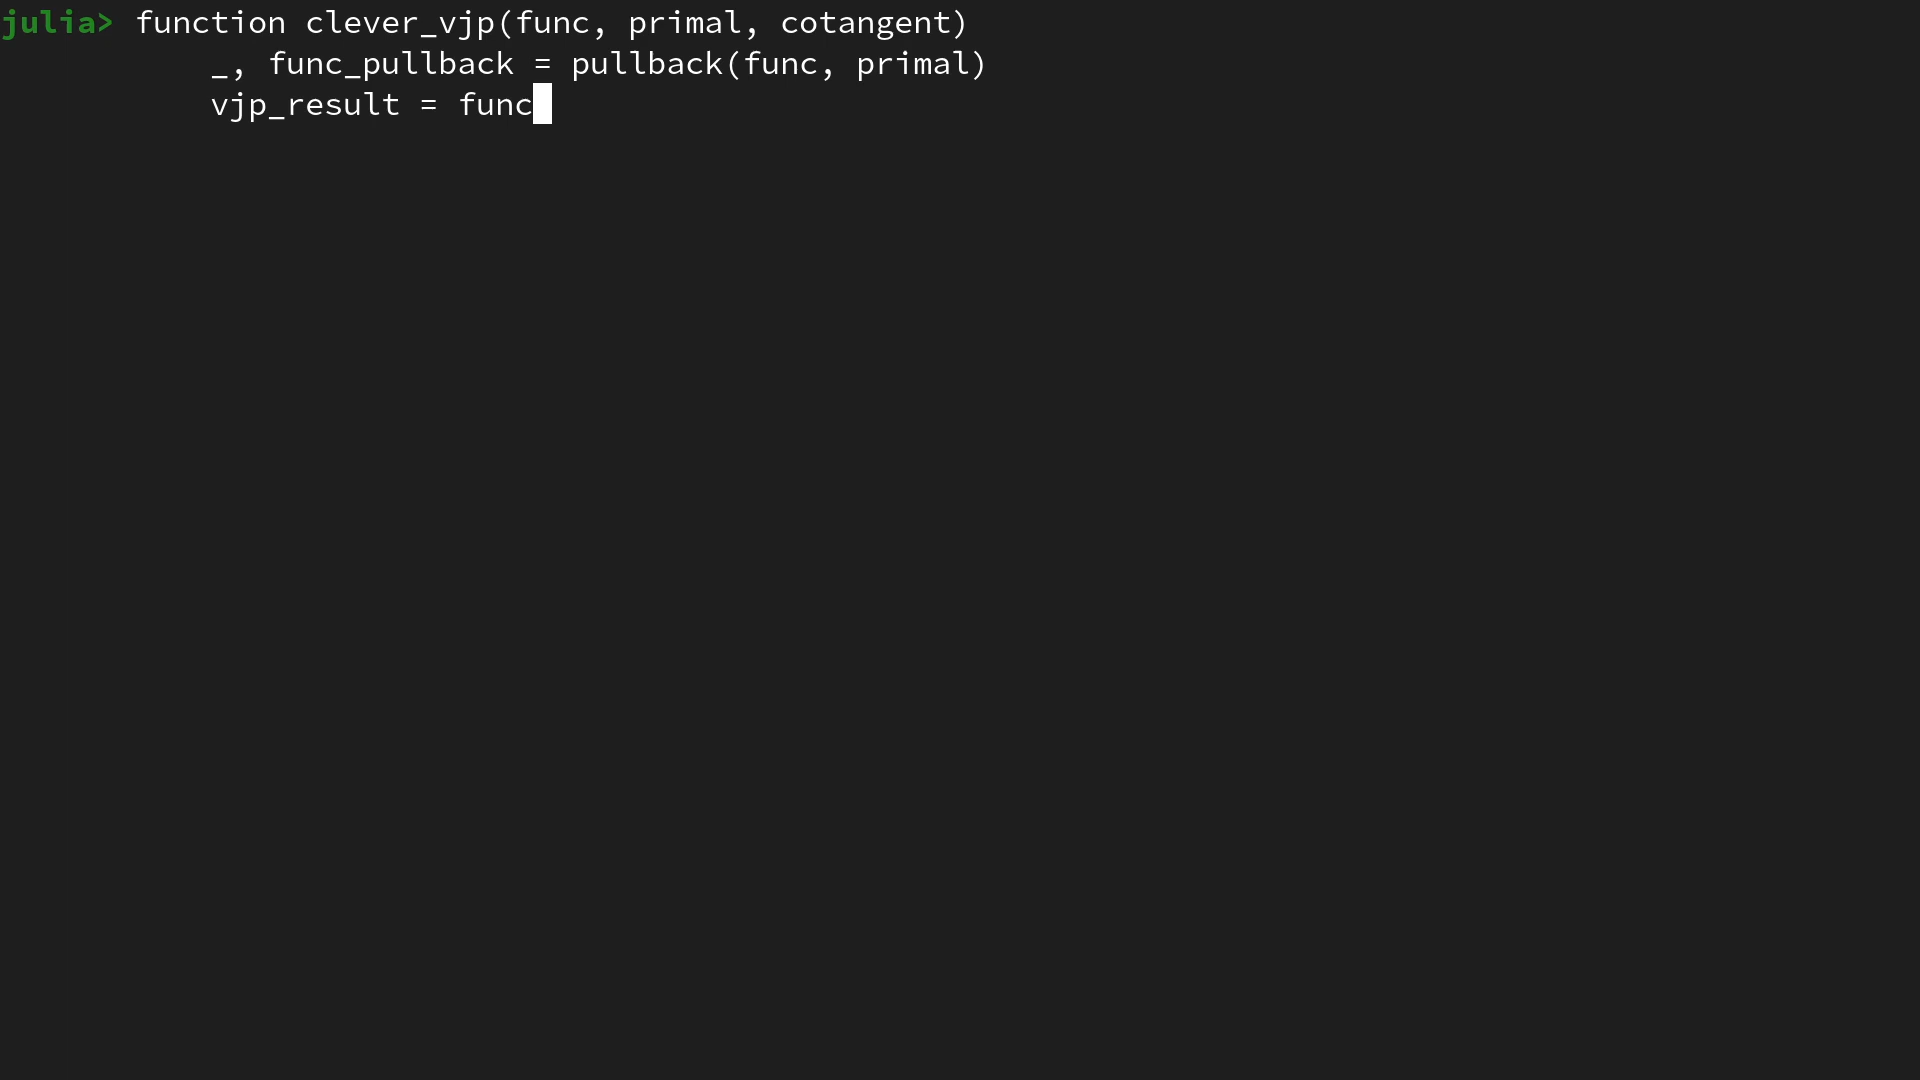 julia> function clever_vjp(func, primal, cotangent)
_, func_pullback = pullback(func, primal)
vjp_result = func